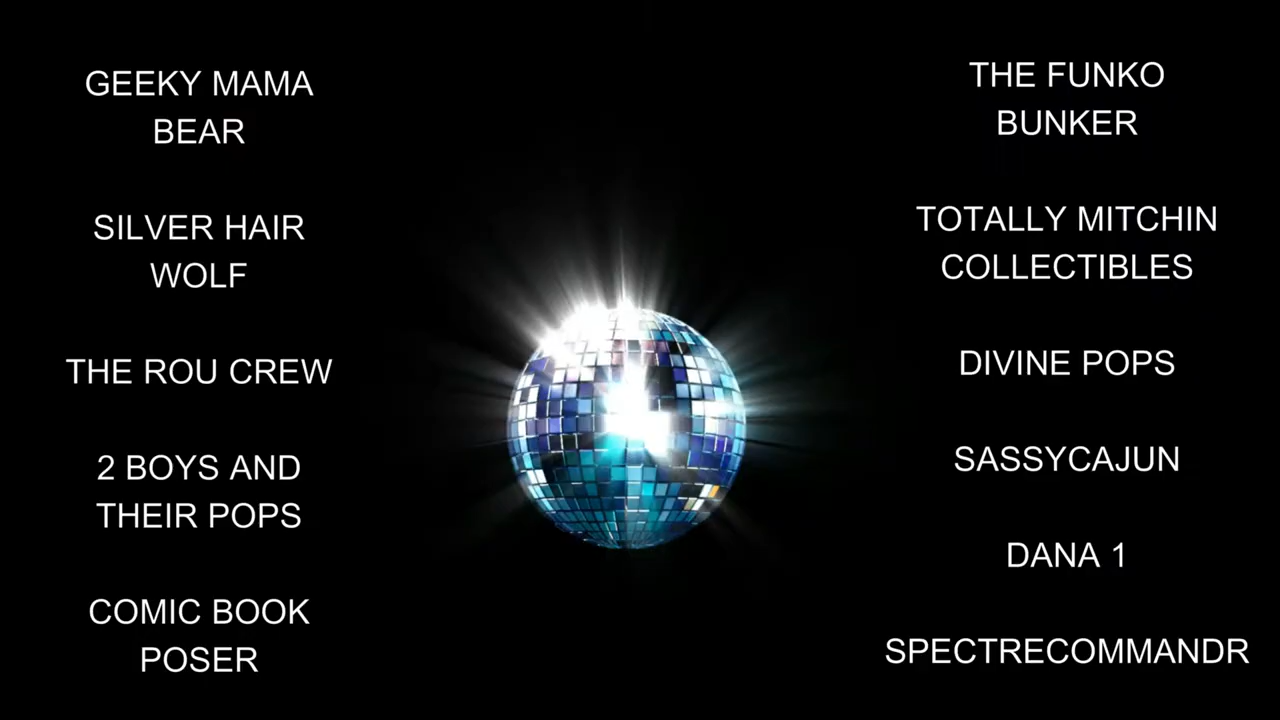 GEEKY MAMA
BEAR
SILVER HAIR
WOLF
THE ROU CREW
2 BOYS AND
THEIR POPS
COMIC BOOK
POSER
THE FUNKO
BUNKER
TOTALLY MITCHIN
COLLECTIBLES
DIVINE POPS
SASSYCAJUN
DANA 1
SPECTRECOMMANDR